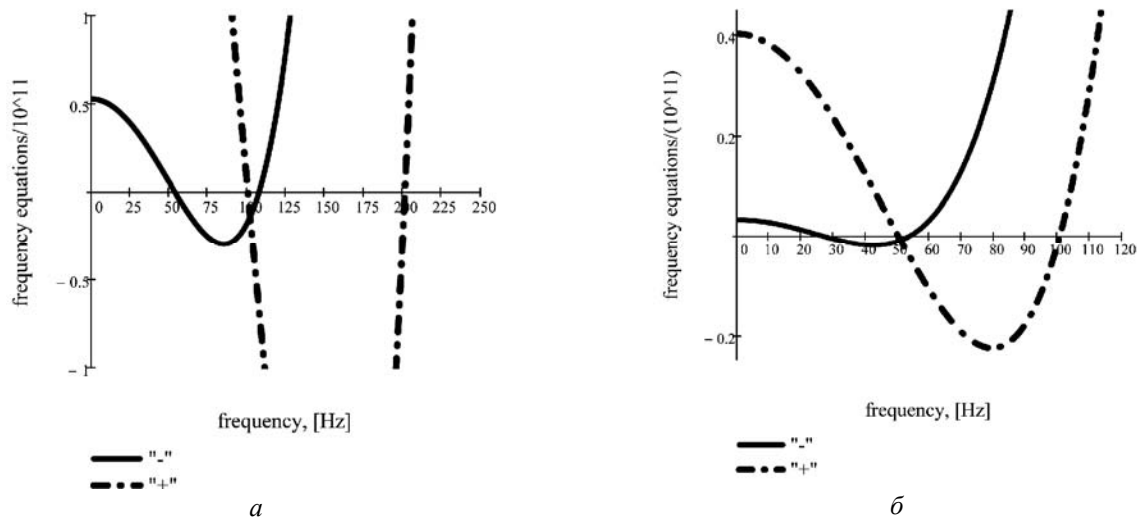 1
0.5
0 25 50 75 100 125 150 175 200 225 250
− 0.5
− 1
frequency equations/10^11
frequency, [Hz]
"-"
"+"
а
0.4
0.2
0 10 20 30 40 50 60 70 80 90 100 110 120
− 0.2
frequency equations/(10^11)
frequency, [Hz]
"-"
"+"
б